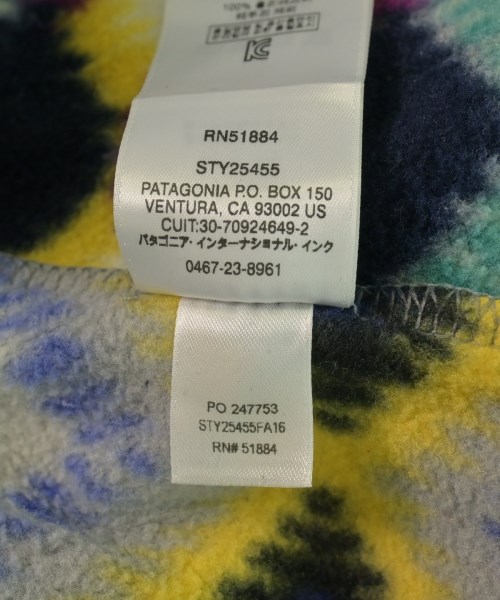 100%
RN51884
STY25455
PATAGONIA P.O. BOX 150
VENTURA, CA 93002 US
CUIT:30-70924649-2
パタゴニア・インターナショナル・インク
0467-23-8961
PO 247753
STY25455FA16
RN# 51884